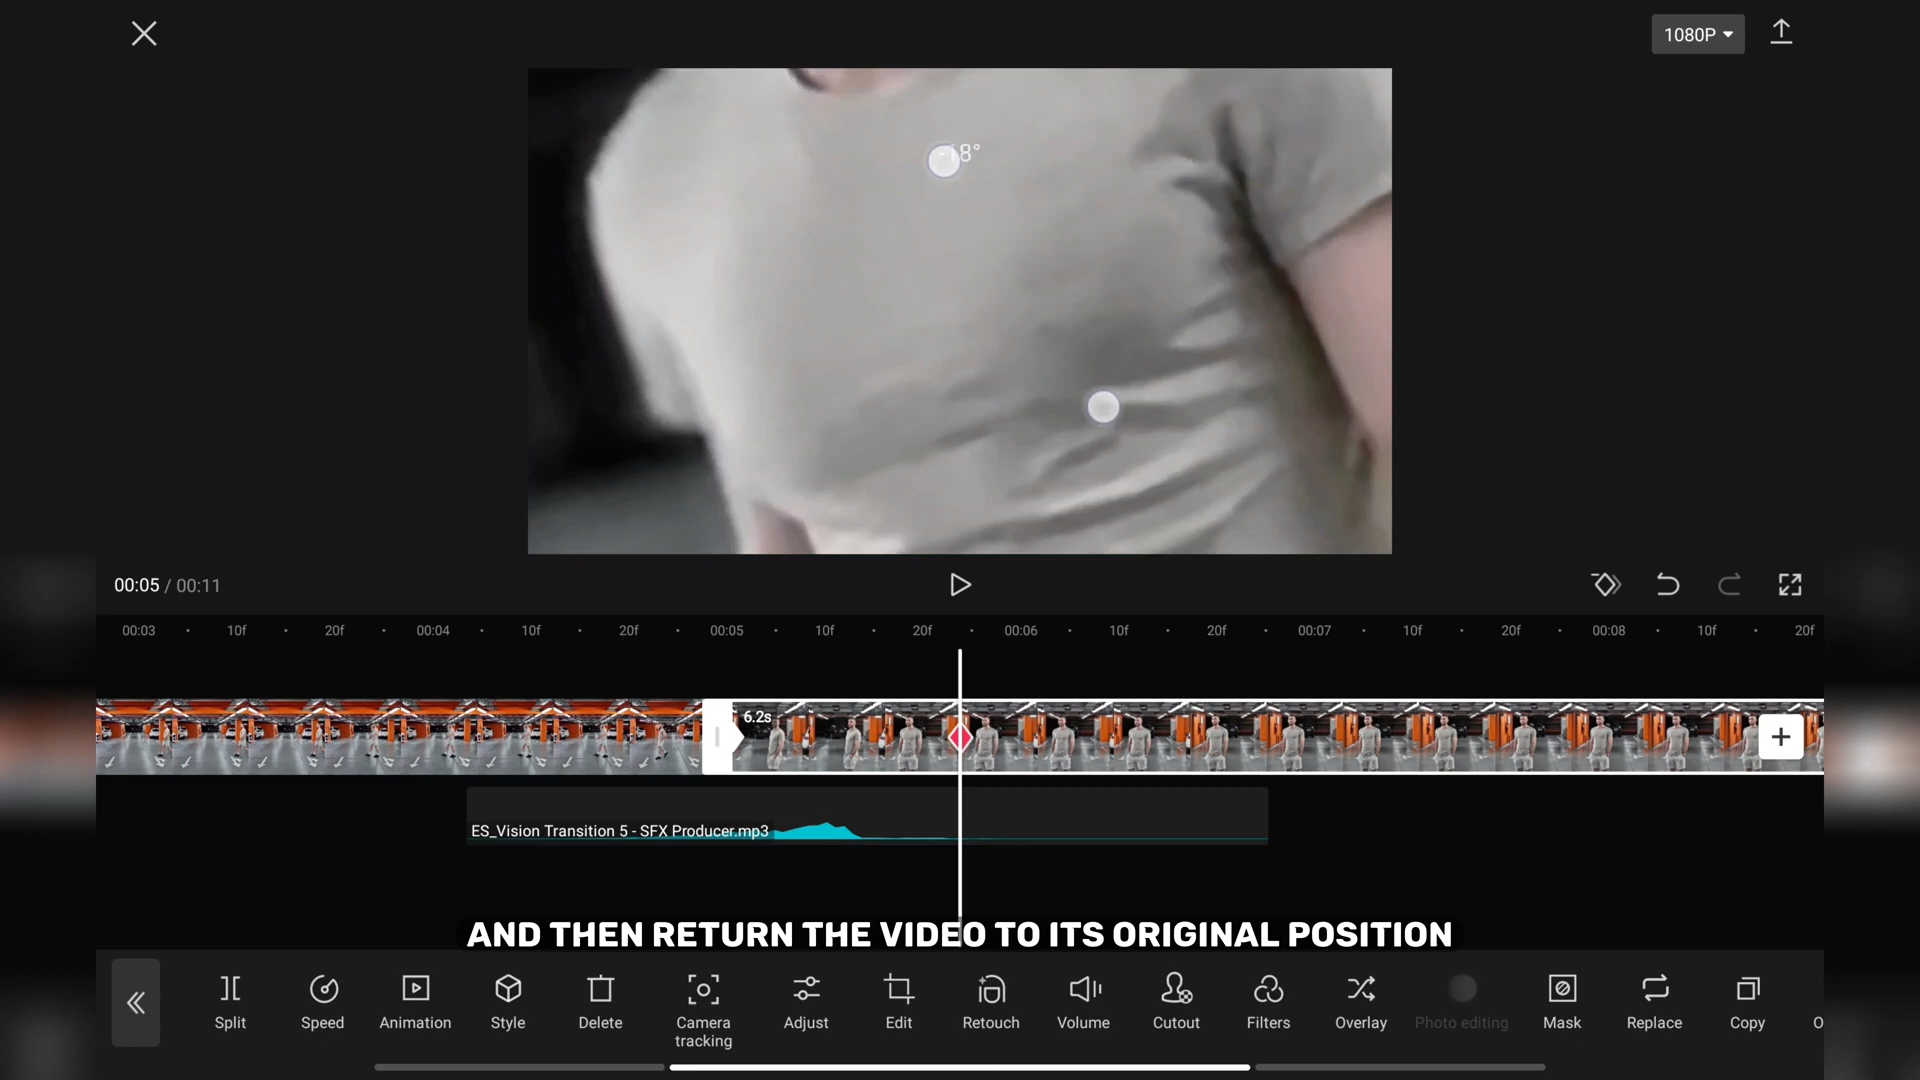 1080P
-18°
00:05 / 00:11
00:03 10f 20f 00:04 10f 20f 00:05 10f 20f 00:06 10f 20f 00:07 10f 20f 00:08 10f 20f
6.2s
ES_Vision Transition 5 - SFX Producer.mp3
AND THEN RETURN THE VIDEO TO ITS ORIGINAL POSITION
Split Speed Animation Style Delete Camera tracking Adjust Edit Retouch Volume Cutout Filters Overlay Photo editing Mask Replace Copy O